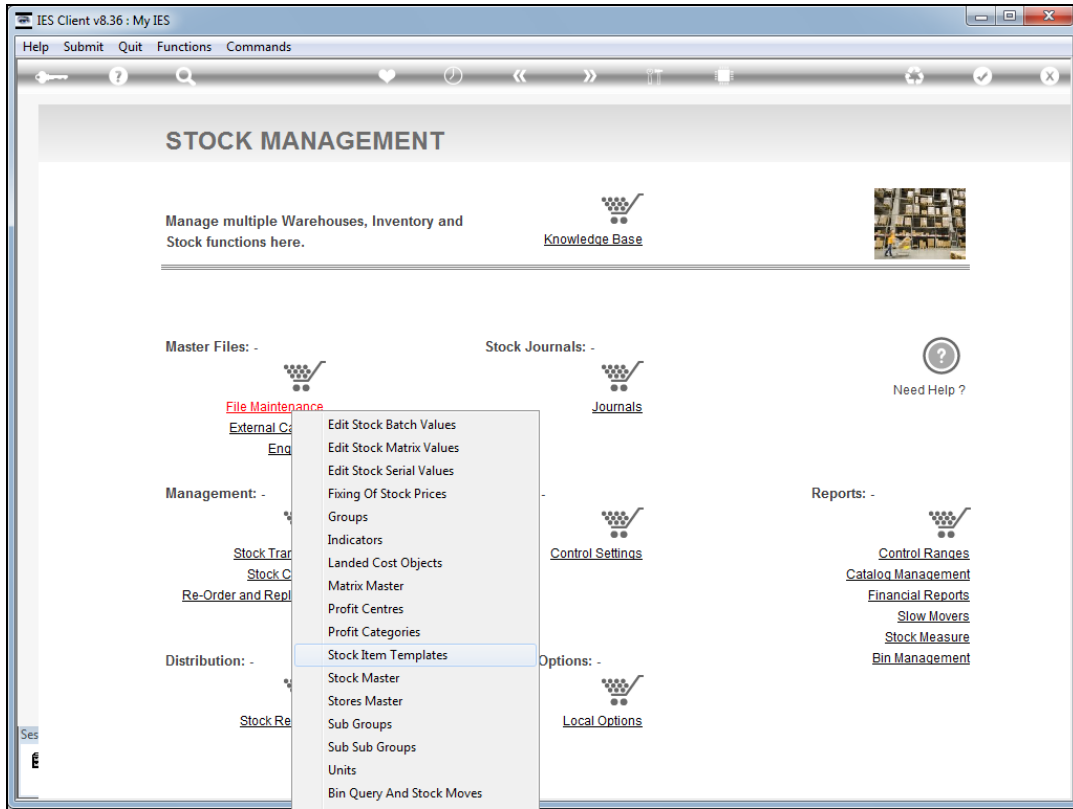 IES Client v8.36 : My IES
Help Submit Quit Functions Commands
STOCK MANAGEMENT
Manage multiple Warehouses, Inventory and
Stock functions here.
Knowledge Base
Master Files: -
Stock Journals: -
Need Help ?
File Maintenance
Journals
External
Edit Stock Batch Values
Edit Stock Matrix Values
Edit Stock Serial Values
Fixing Of Stock Prices
Groups
Indicators
Landed Cost Objects
Matrix Master
Profit Centres
Profit Categories
Stock Item Templates
Stock Master
Stores Master
Sub Groups
Sub Sub Groups
Units
Bin Query And Stock Moves
Management: -
Reports: -
Stock
Control Settings
Control Ranges
Stock
Catalog Management
Re-Order and
Financial Reports
Slow Movers
Stock Measure
Distribution: -
Options: -
Bin Management
Stock
Local Options